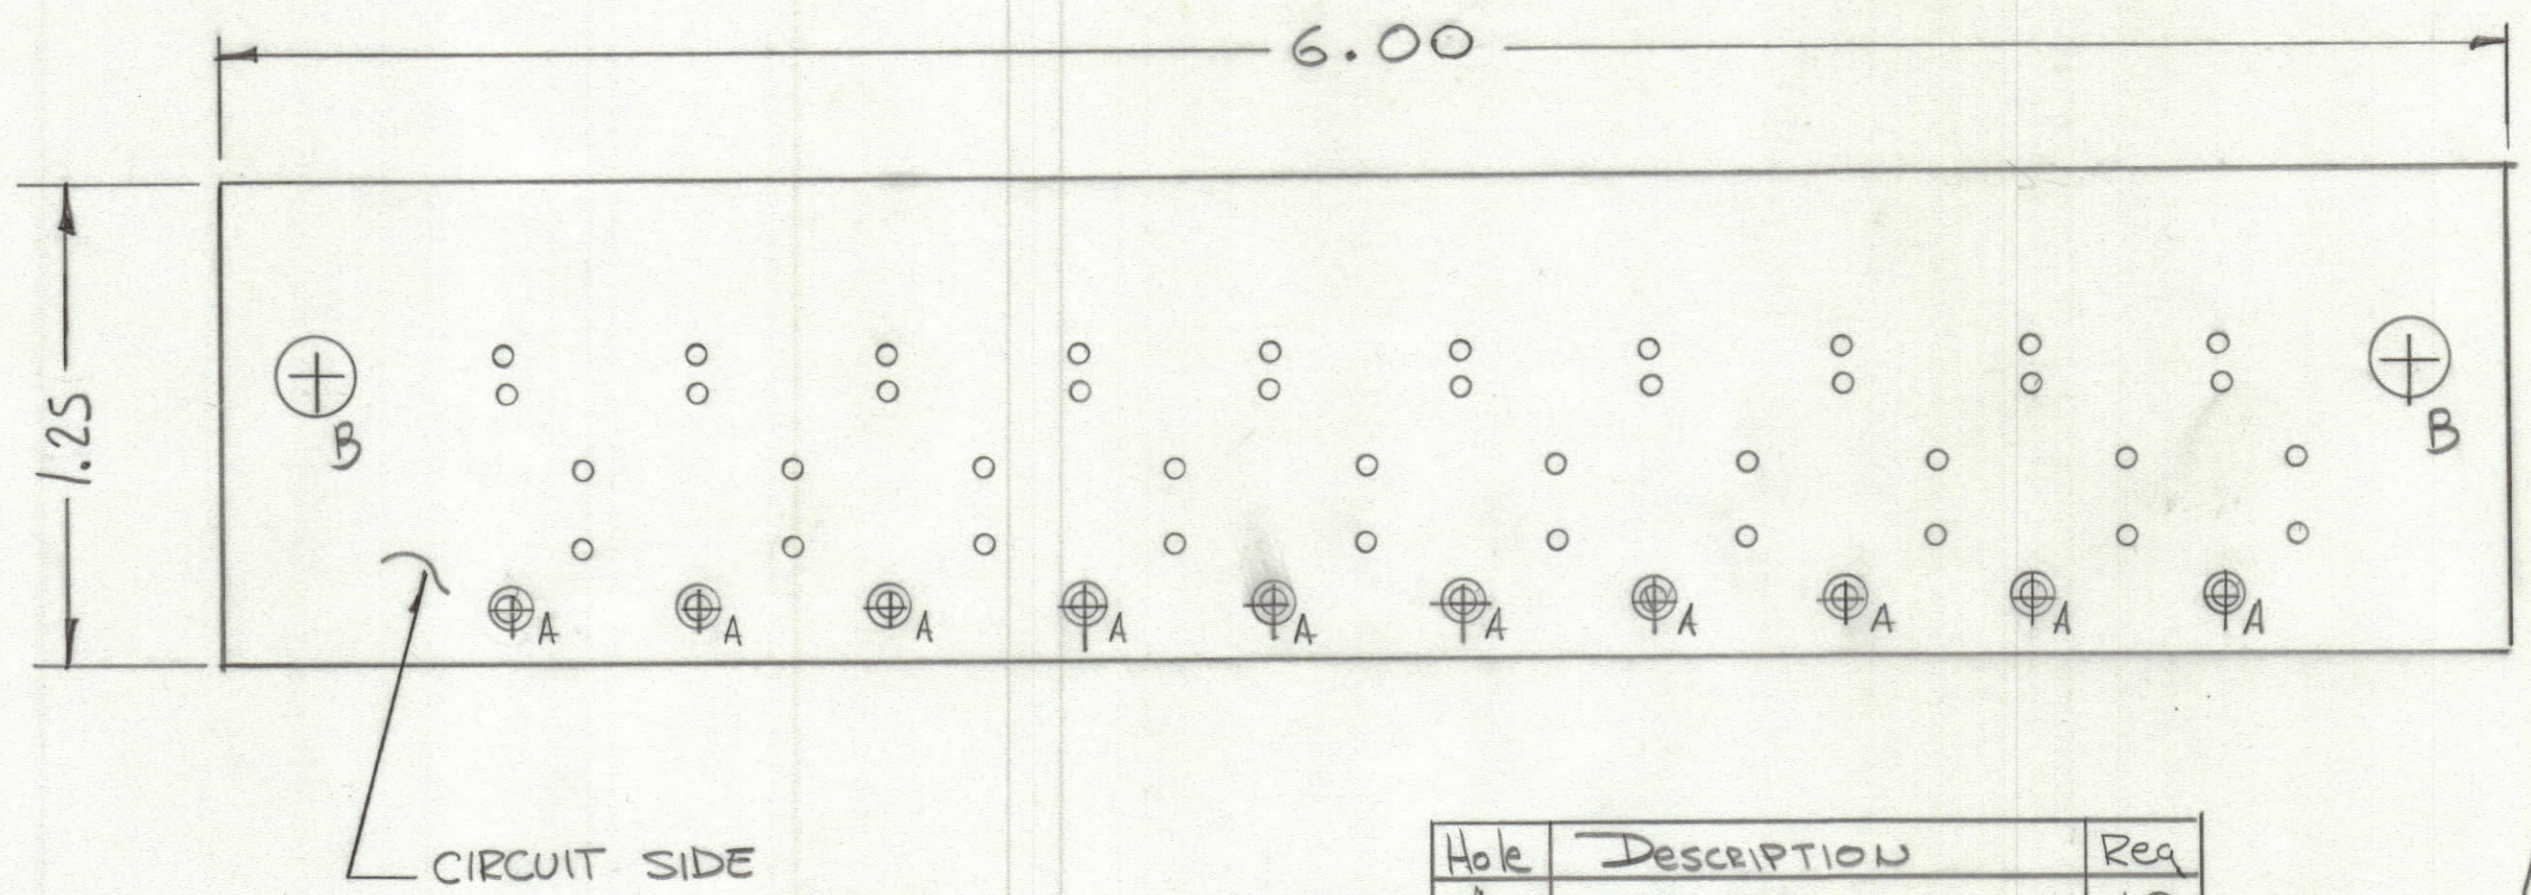 6.00
1.25
B
B
A A A A A A A A A A
CIRCUIT SIDE
Hole DESCRIPTION Req